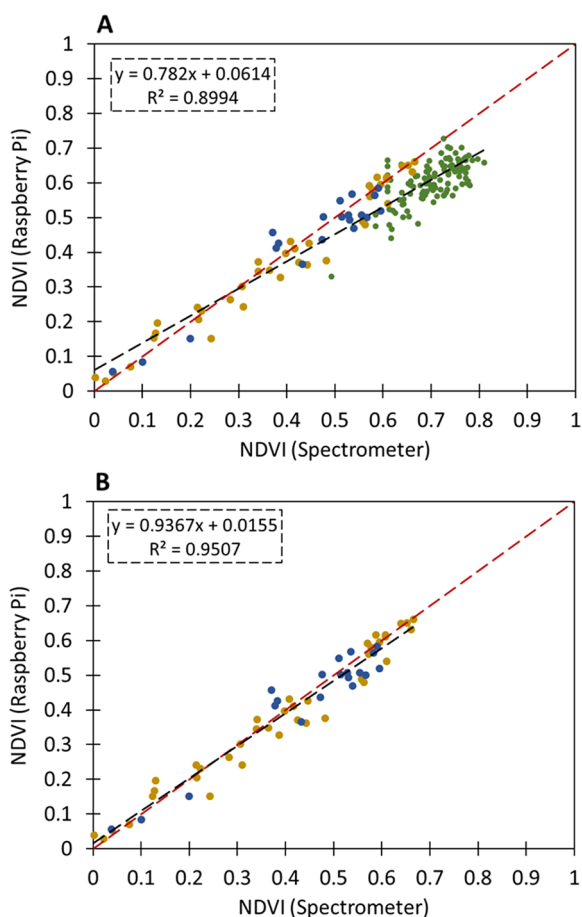 A
1
0.9
0.8
0.7
0.6
0.5
0.4
0.3
0.2
0.1
0
y = 0.782x + 0.0614
R² = 0.8994
NDVI (Raspberry Pi)
0 0.1 0.2 0.3 0.4 0.5 0.6 0.7 0.8 0.9 1
NDVI (Spectrometer)
B
1
0.9
0.8
0.7
0.6
0.5
0.4
0.3
0.2
0.1
0
y = 0.9367x + 0.0155
R² = 0.9507
NDVI (Raspberry Pi)
0 0.1 0.2 0.3 0.4 0.5 0.6 0.7 0.8 0.9 1
NDVI (Spectrometer)